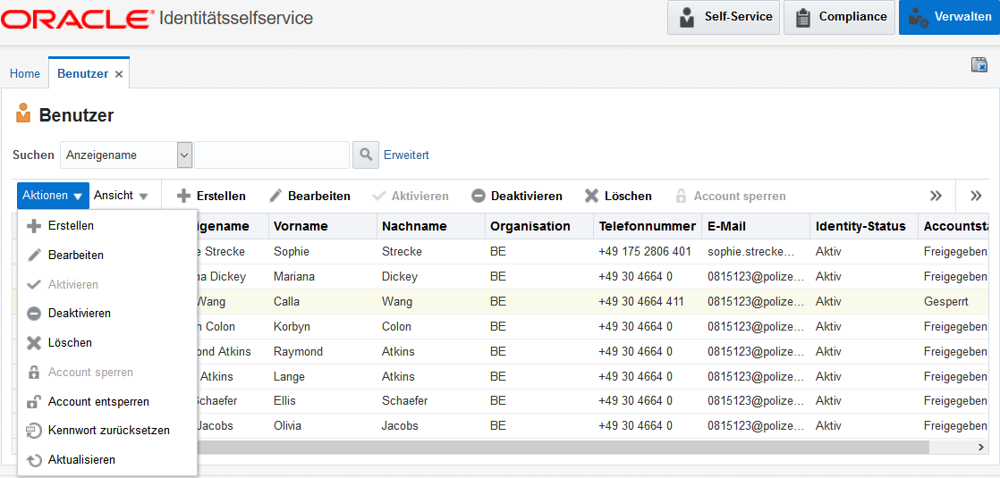 ORACLE Identitätsselfservice Self-Service Compliance Verwalten
Home Benutzer
Benutzer
Suchen Anzeigename Erweitert
Aktionen Ansicht Erstellen Bearbeiten Aktivieren Deaktivieren Löschen Account sperren
Erstellen
Bearbeiten
Aktivieren
Deaktivieren
Löschen
Account sperren
Account entsperren
Kennwort zurücksetzen
Aktualisieren
Vorname Nachname Organisation Telefonnummer E-Mail Identity-Status
Strecke Sophie Strecke BE +49 175 2806 401 sophie.strecke... Aktiv Freigegeben
Dickey Mariana Dickey BE +49 30 4664 0 0815123@polize... Aktiv Freigegeben
Wang Calla Wang BE +49 30 4664 411 0815123@polize... Aktiv Gesperrt
Colon Korbyn Colon BE +49 30 4664 0 0815123@polize... Aktiv Freigegeben
Atkins Raymond Atkins BE +49 30 4664 0 0815123@polize... Aktiv Freigegeben
Atkins Lange Atkins BE +49 30 4664 0 0815123@polize... Aktiv Freigegeben
Schaefer Ellis Schaefer BE +49 30 4664 0 0815123@polize... Aktiv Freigegeben
Jacobs Olivia Jacobs BE +49 30 4664 0 0815123@polize... Aktiv Freigegeben